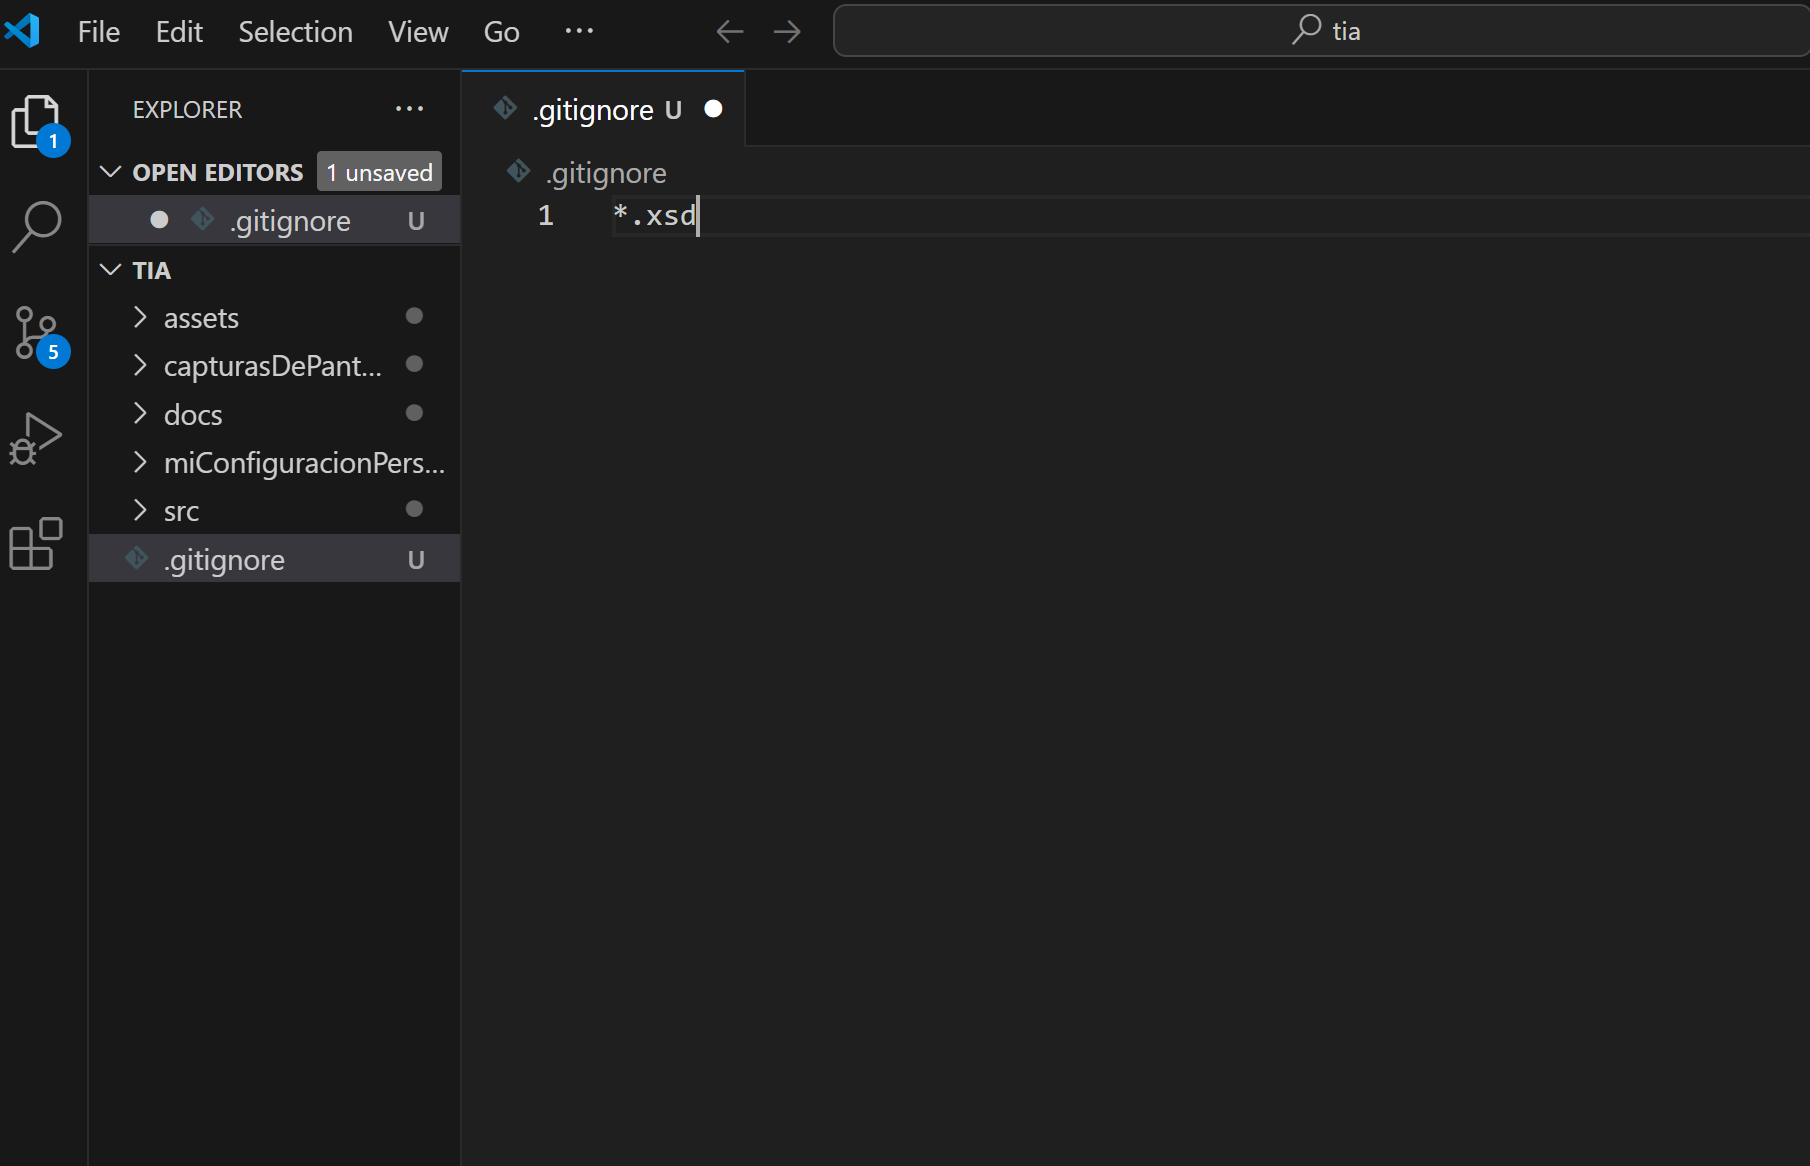 File Edit Selection View Go ··· tia
EXPLORER ···
OPEN EDITORS 1 unsaved
.gitignore U
TIA
assets
capturasDePant...
docs
miConfiguracionPers...
src
.gitignore U
1
5
.gitignore U
.gitignore
1 *.xsd